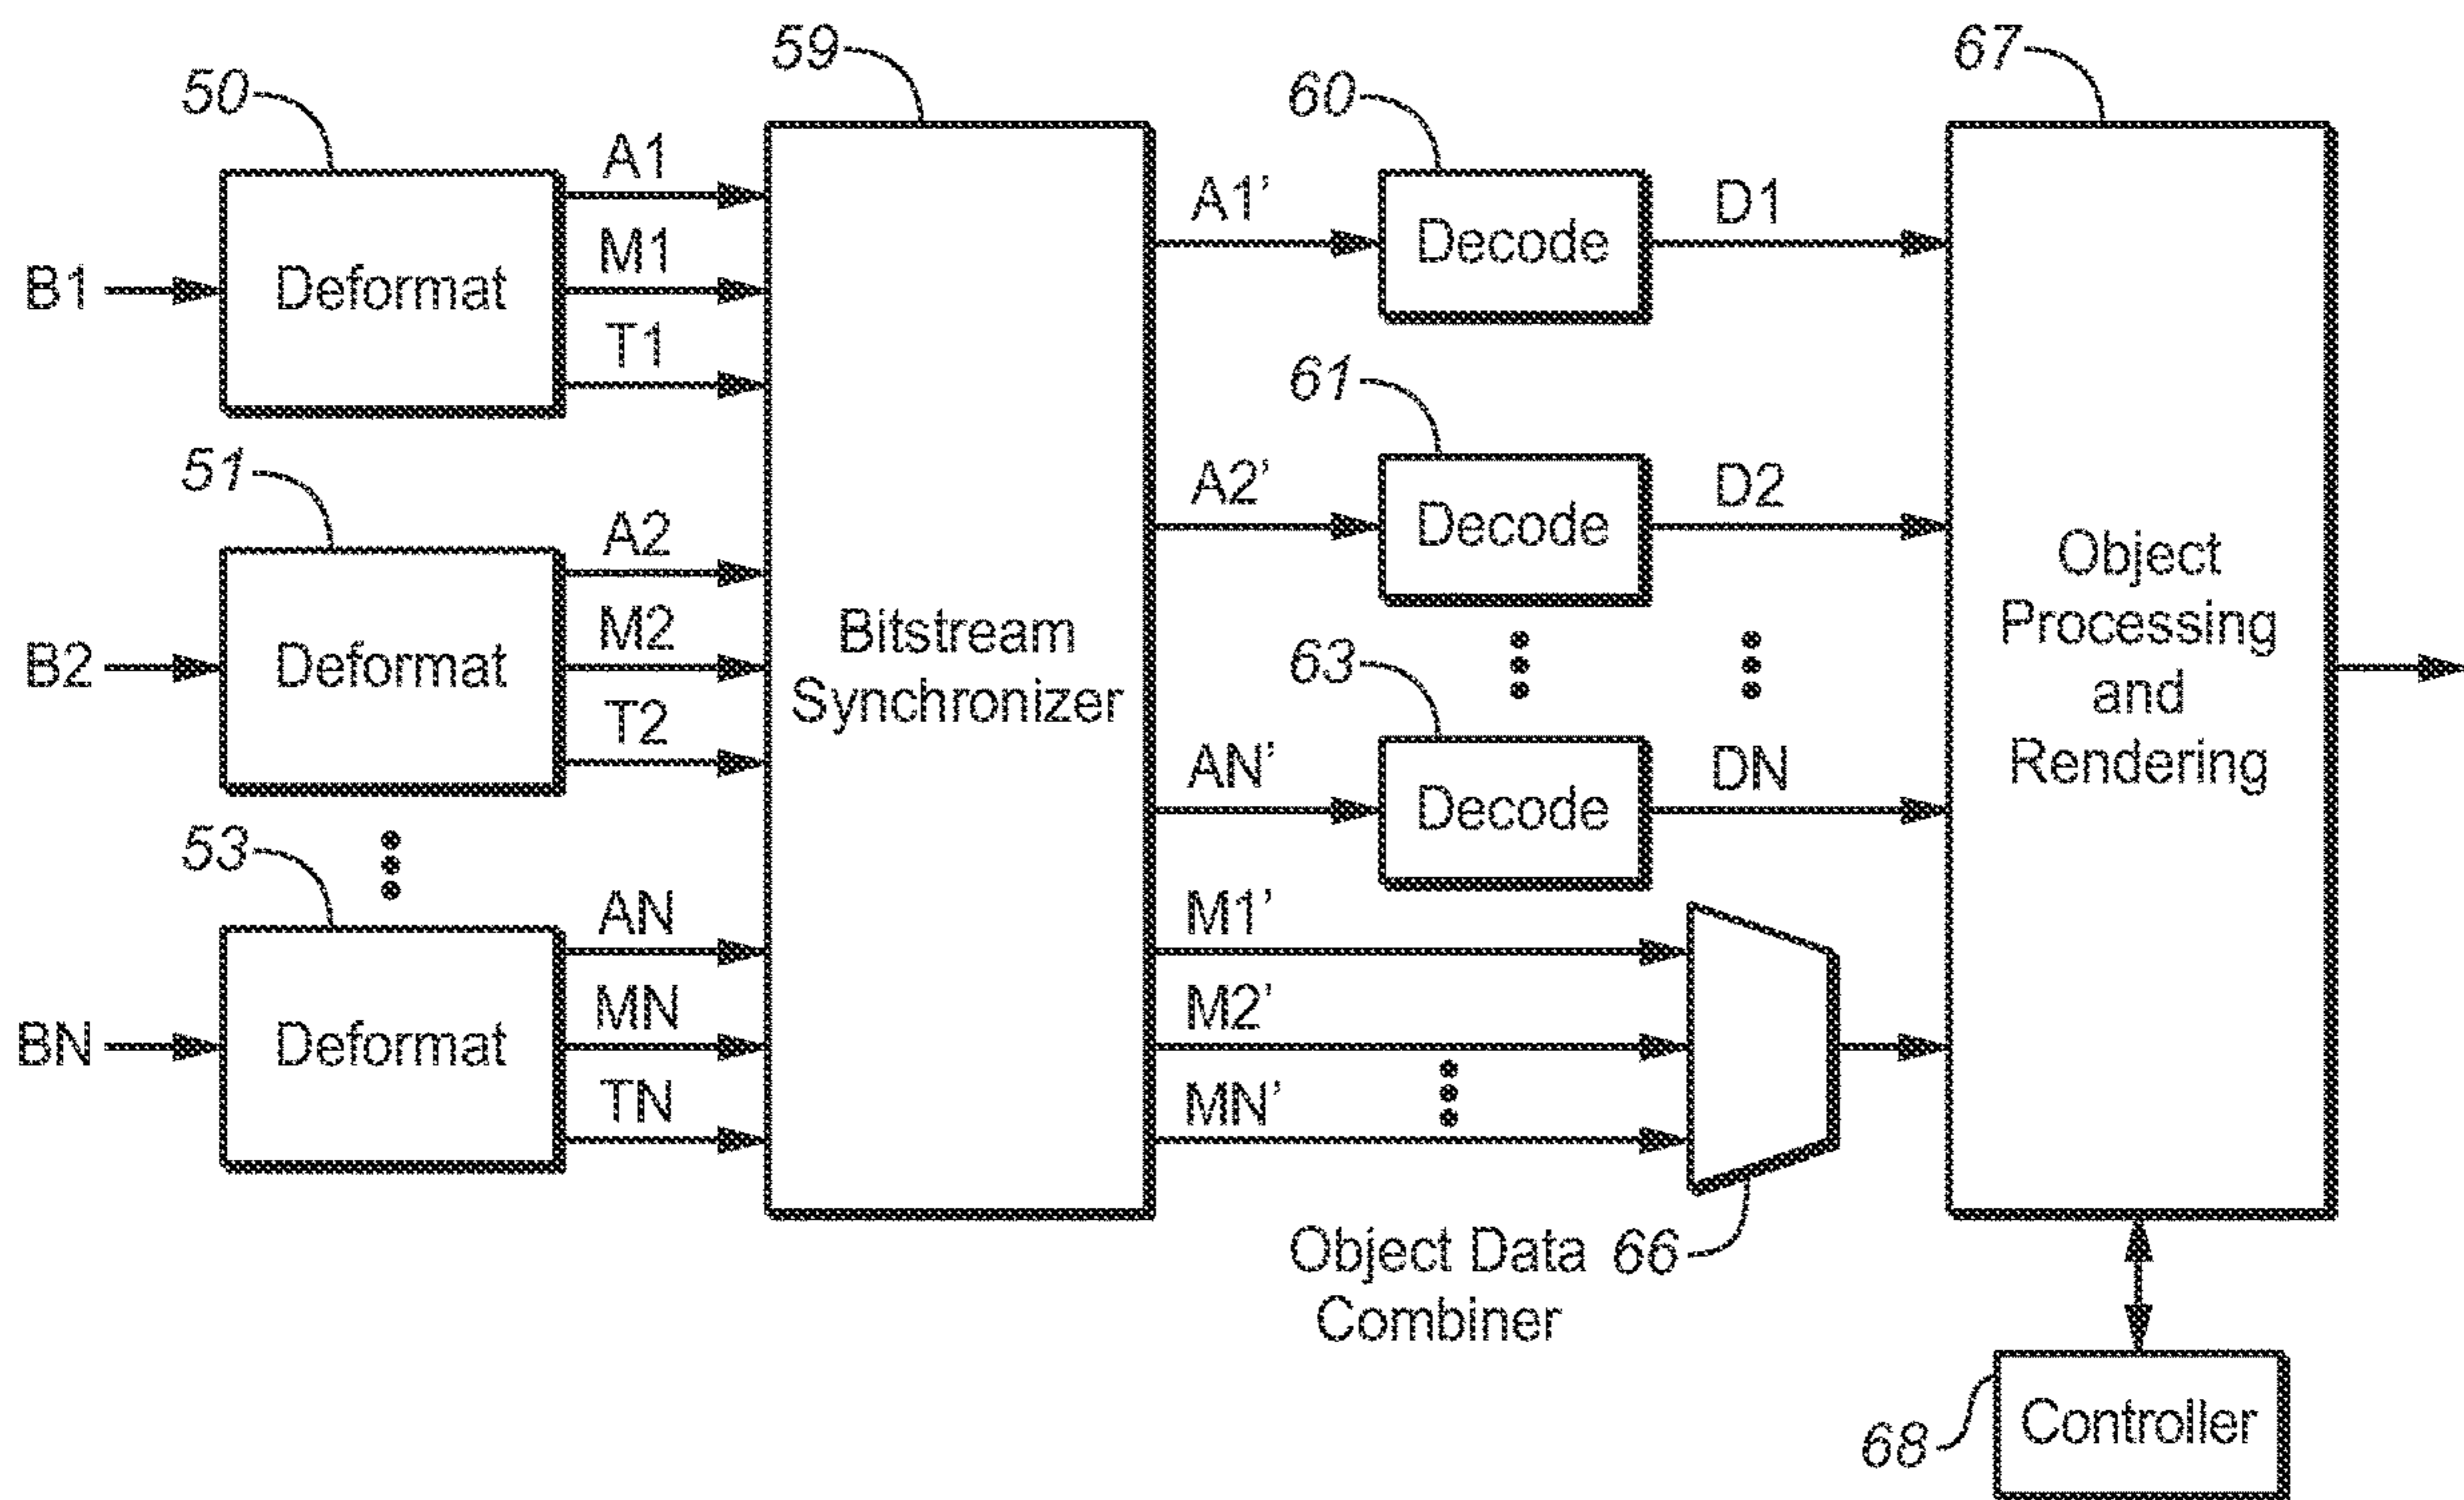 59
67
50
60
A1
A1’
D1
Decode
M1
B1
Deformat
T1
61
51
A2’
D2
Decode
A2
Object
Processing
and
Rendering
M2
B2
Deformat
Bitstream
Synchronizer
63
T2
AN’
DN
Decode
53
AN
M1’
MN
M2’
BN
Deformat
TN
MN’
Object Data 66
Combiner
Controller
68